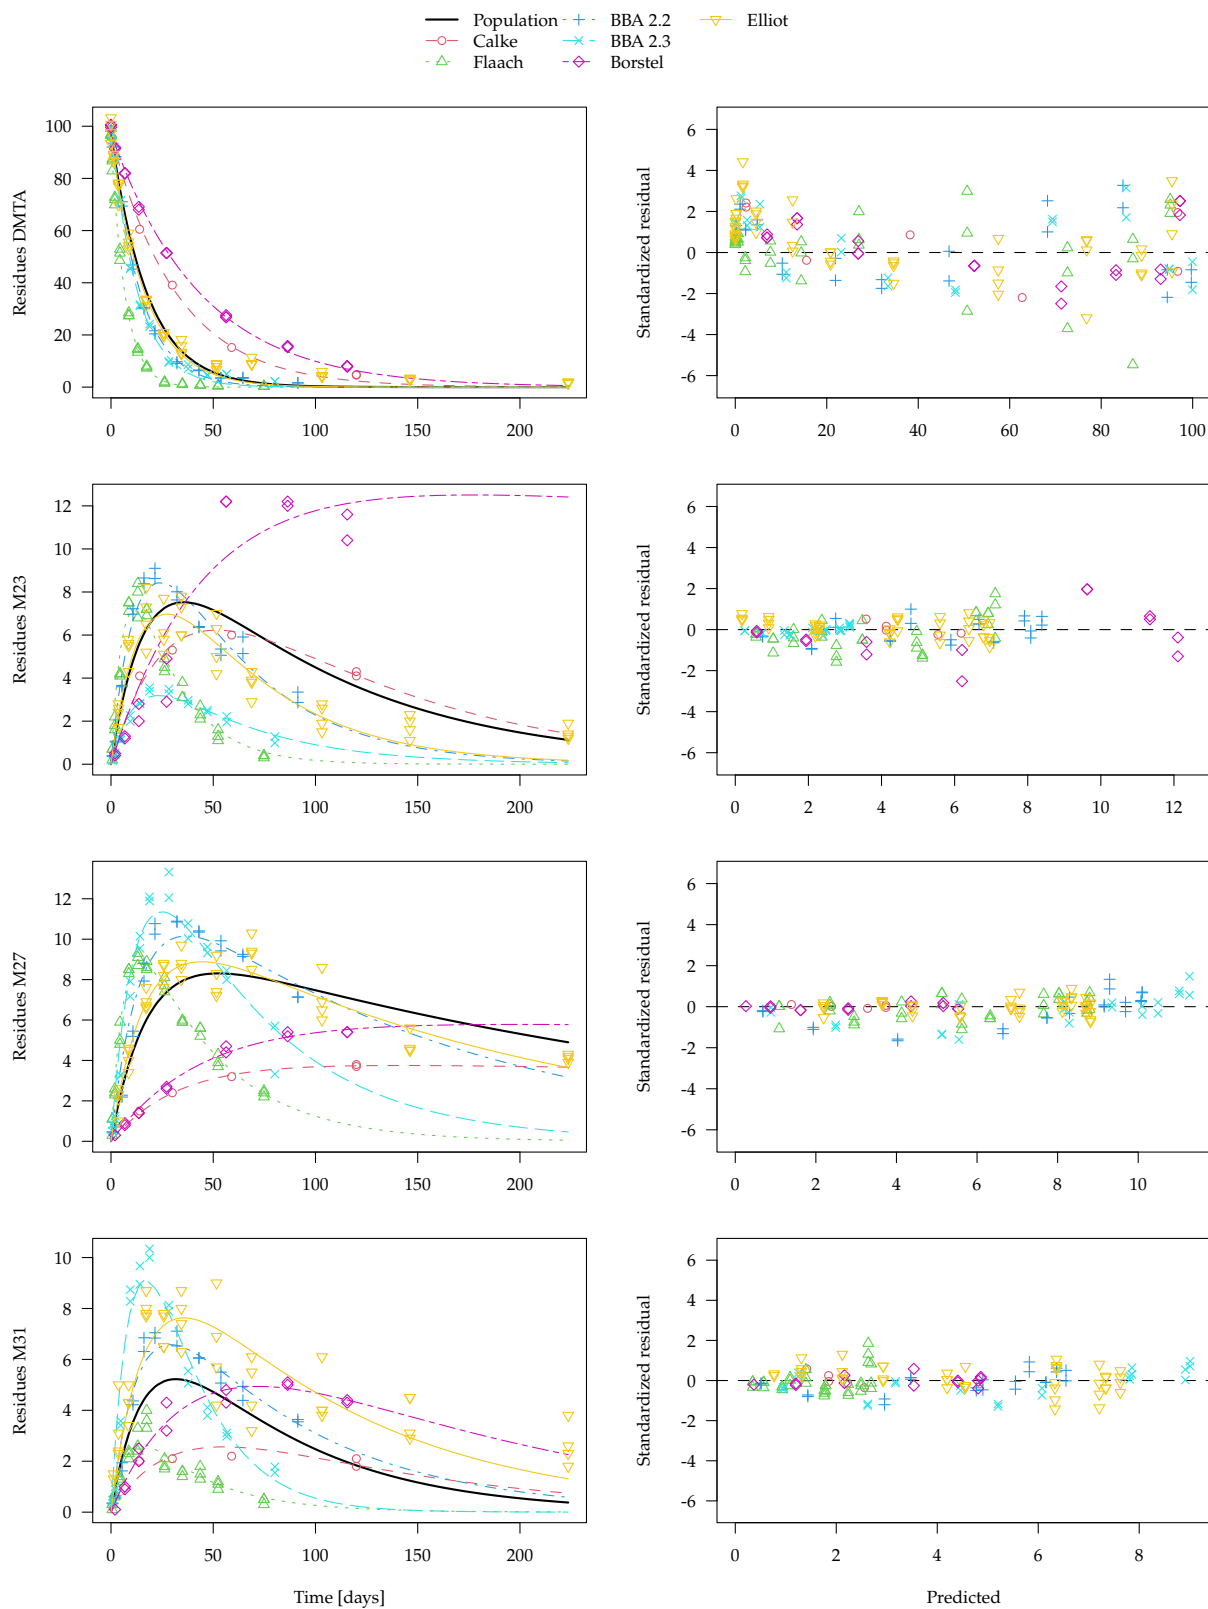 Population BBA 2.2 Elliot
Calke BBA 2.3
Flaach Borstel
Residues DMTA
0 20 40 60 80 100
0 50 100 150 200
Standardized residual
-6 -4 -2 0 2 4 6
0 20 40 60 80 100
Residues M23
0 2 4 6 8 10 12
0 50 100 150 200
Standardized residual
-6 -4 -2 0 2 4 6
0 2 4 6 8 10 12
Residues M27
0 2 4 6 8 10 12
0 50 100 150 200
Standardized residual
-6 -4 -2 0 2 4 6
0 2 4 6 8 10
Residues M31
0 2 4 6 8 10
0 50 100 150 200
Standardized residual
-6 -4 -2 0 2 4 6
0 2 4 6 8
Time [days]
Predicted